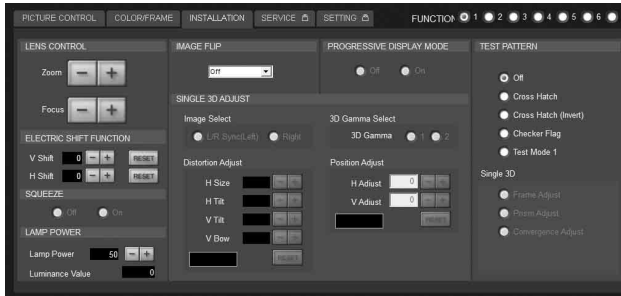 PICTURE CONTROL COLOR/FRAME INSTALLATION SERVICE SETTING FUNCTION 1 2 3 4 5 6
LENS CONTROL
Zoom - +
Focus - +
ELECTRIC SHIFT FUNCTION
V Shift 0 - + RESET
H Shift 0 - + RESET
SQUEEZE
Off On
LAMP POWER
Lamp Power 50 - +
Luminance Value 0
IMAGE FLIP
Off
PROGRESSIVE DISPLAY MODE
Off On
SINGLE 3D ADJUST
Image Select
L/R Sync(Left) Right
3D Gamma Select
3D Gamma 1 2
Distortion Adjust
H Size - +
H Tilt - +
V Tilt - +
V Bow - +
RESET
Position Adjust
H Adjust 0 - +
V Adjust 0 - +
RESET
TEST PATTERN
Off
Cross Hatch
Cross Hatch (Invert)
Checker Flag
Test Mode 1
Single 3D
Frame Adjust
Prism Adjust
Convergence Adjust